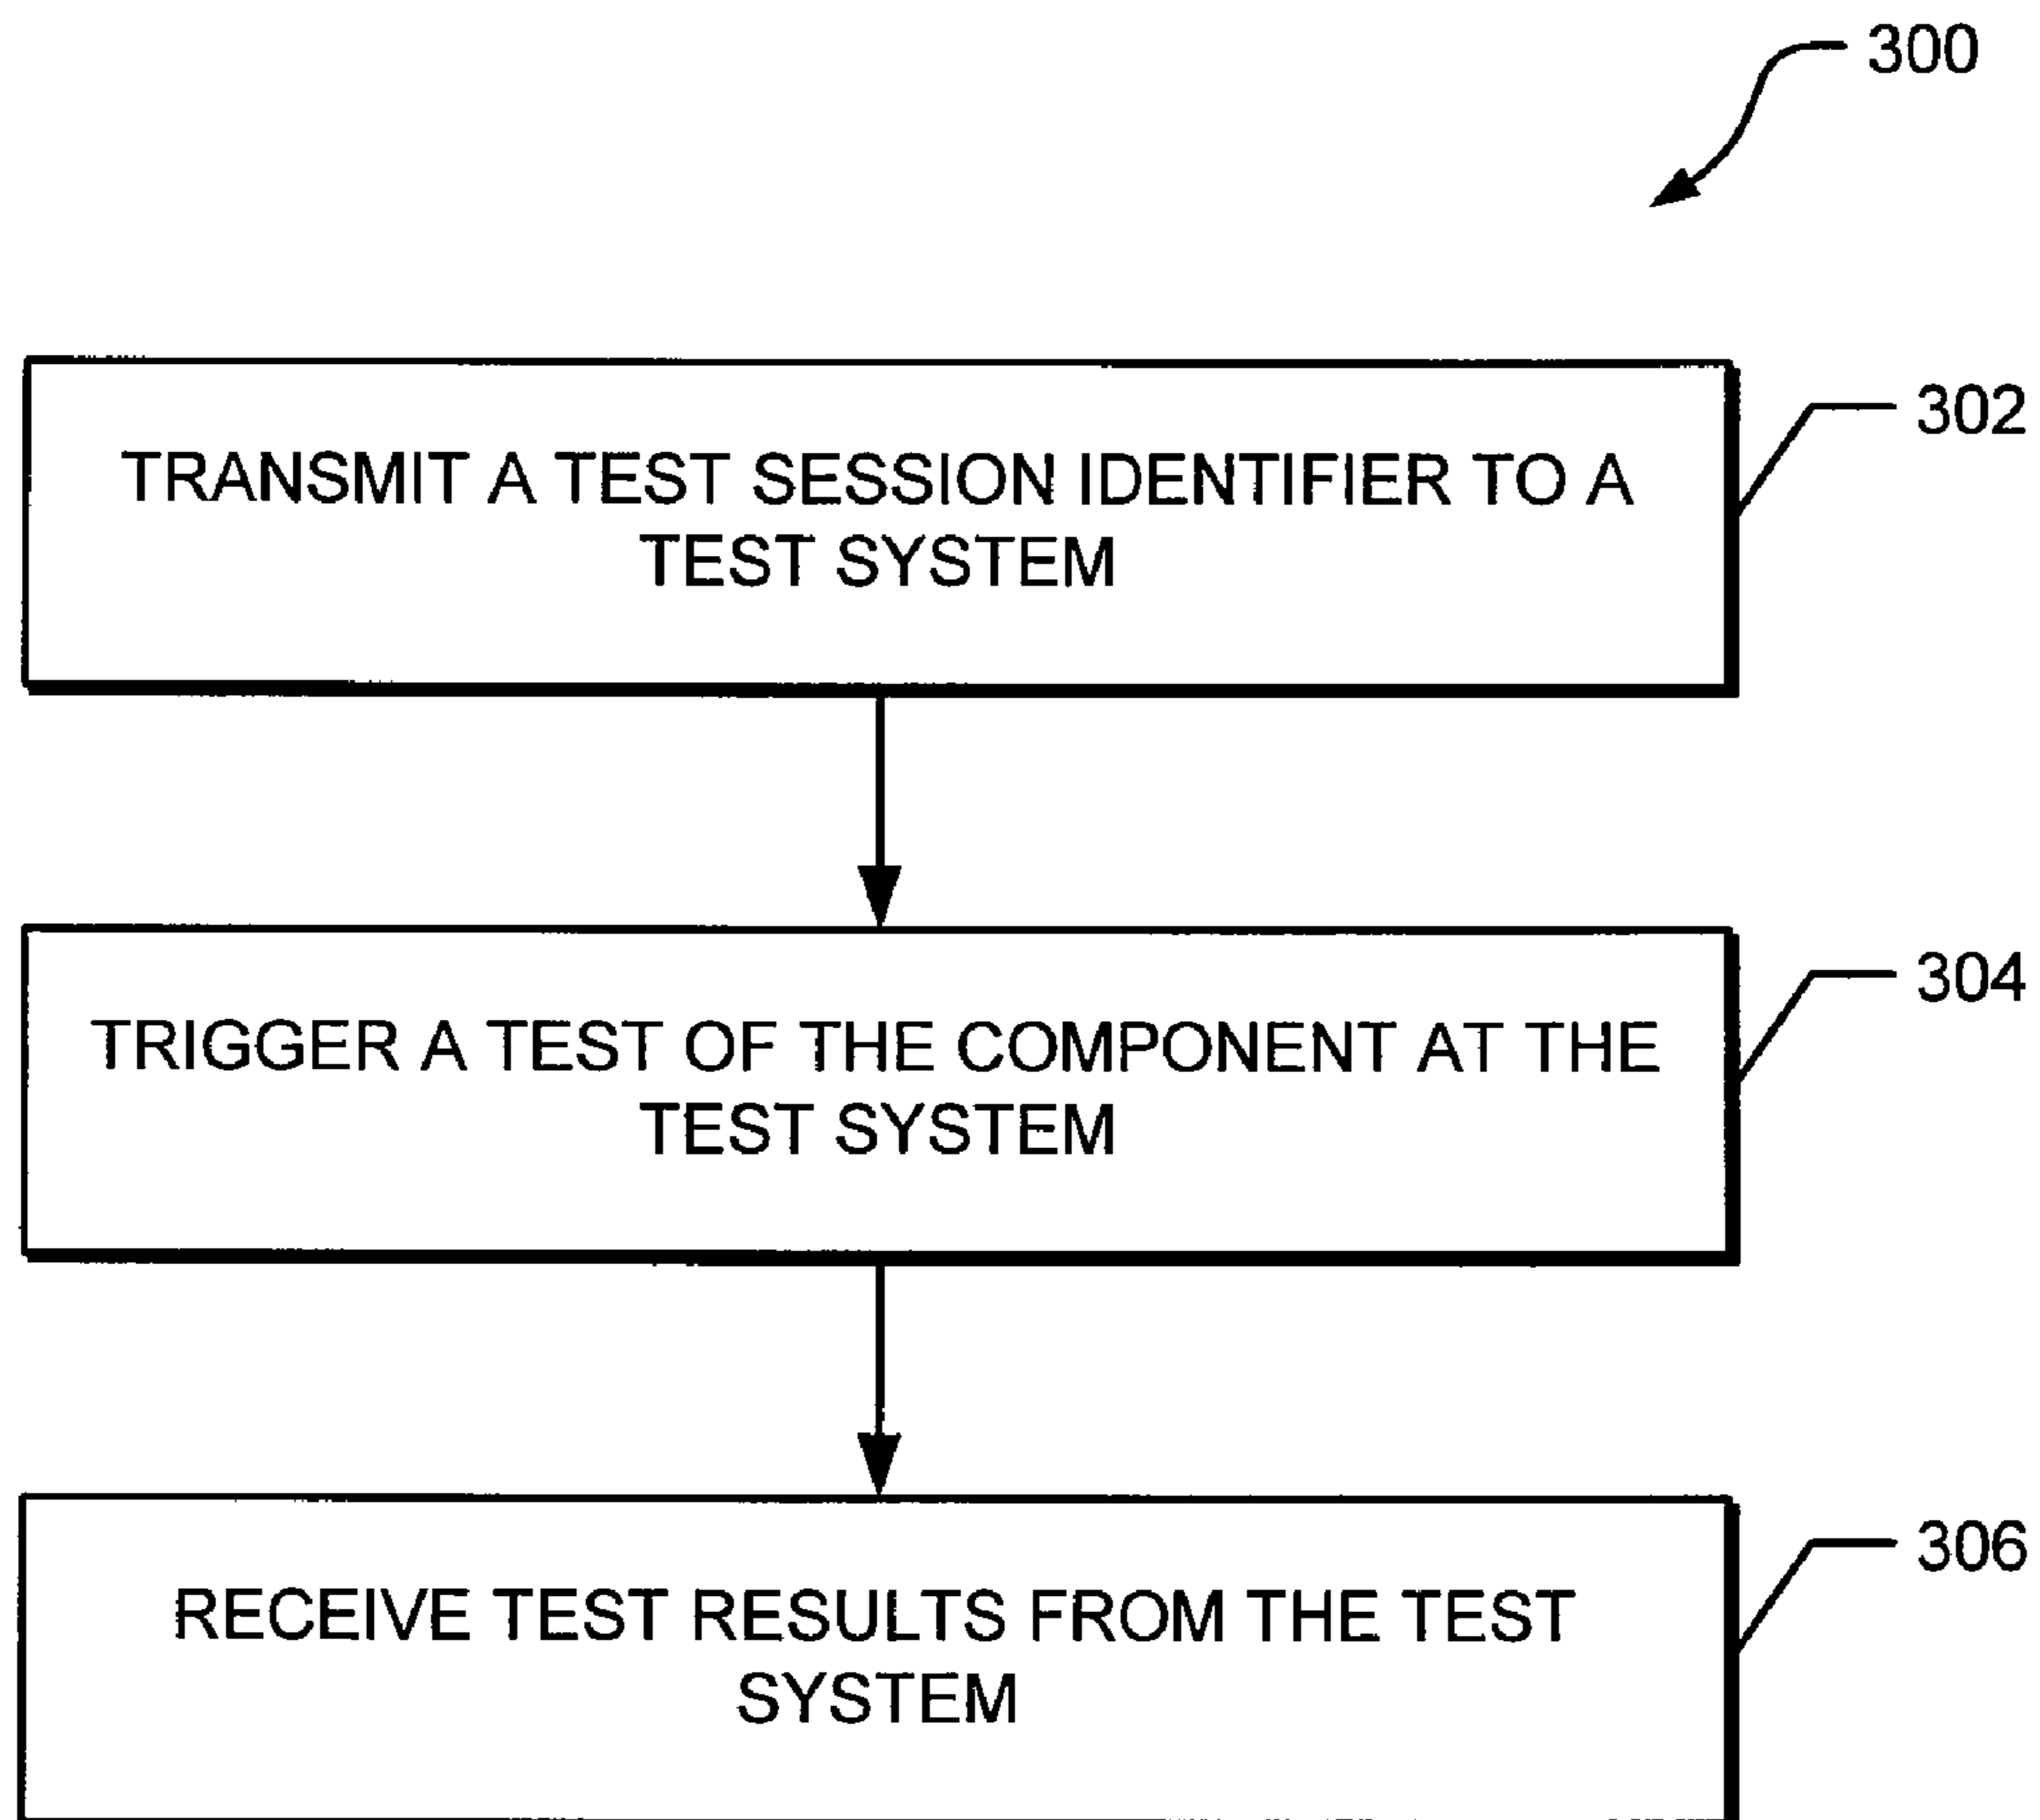 300
302
TRANSMIT A TEST SESSION IDENTIFIER TO A
TEST SYSTEM
304
TRIGGER A TEST OF THE COMPONENT AT THE
TEST SYSTEM
306
RECEIVE TEST RESULTS FROM THE TEST
SYSTEM